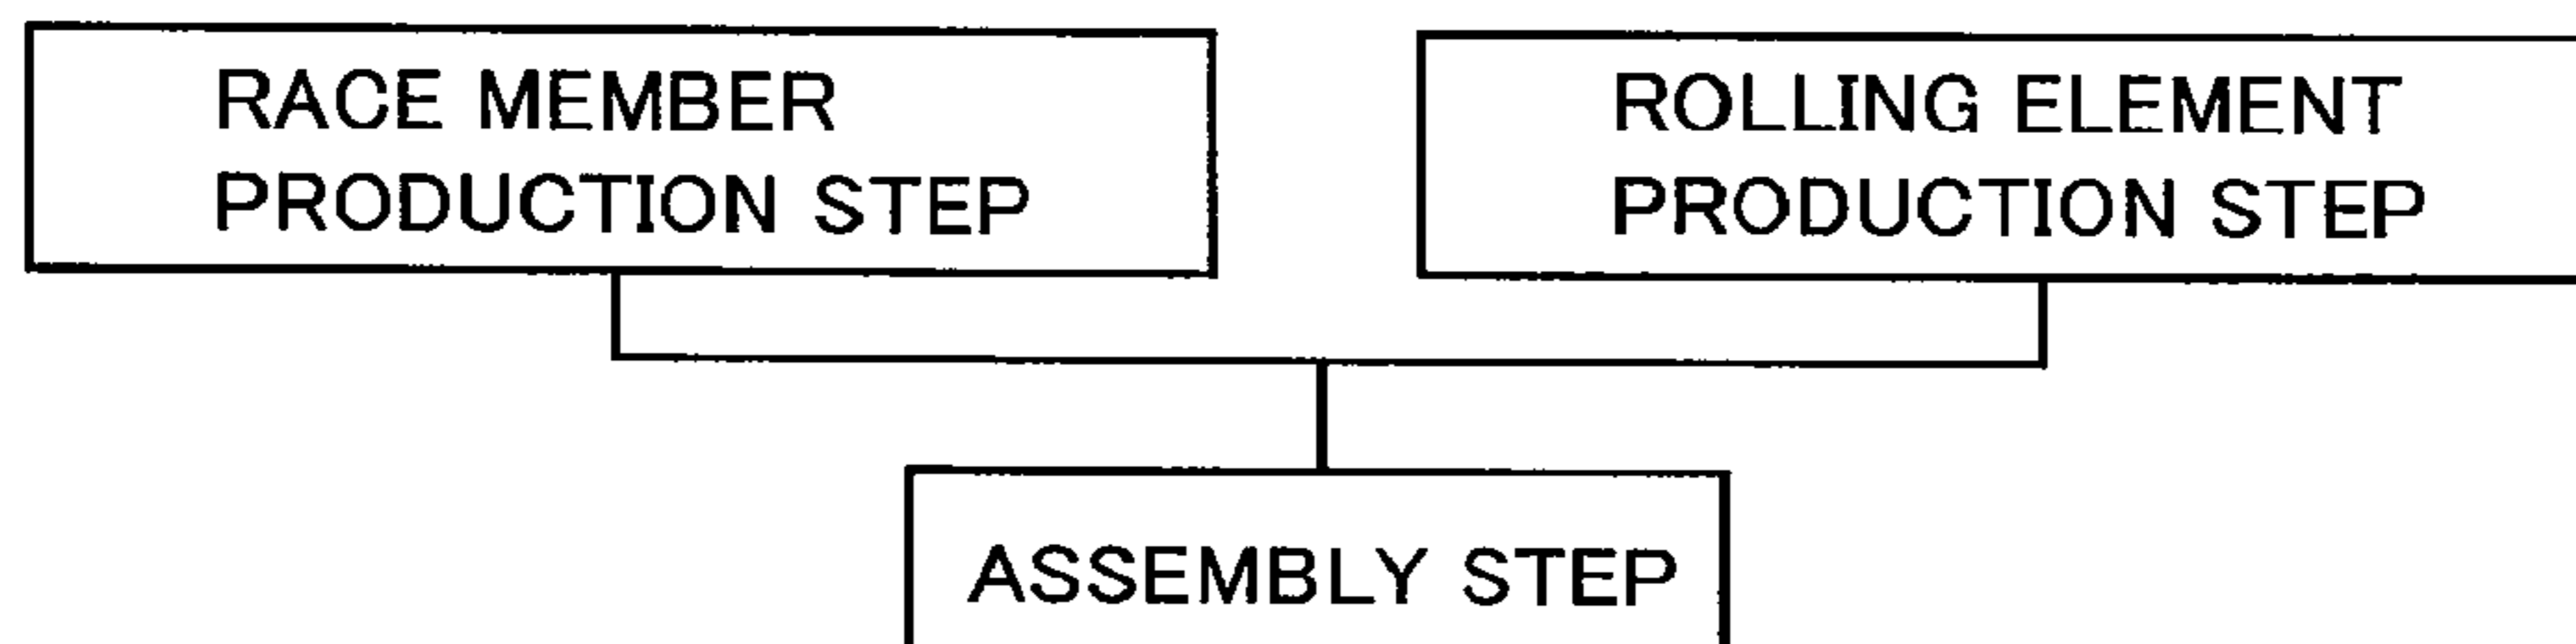 RACE MEMBER
PRODUCTION STEP
ROLLING ELEMENT
PRODUCTION STEP
ASSEMBLY STEP